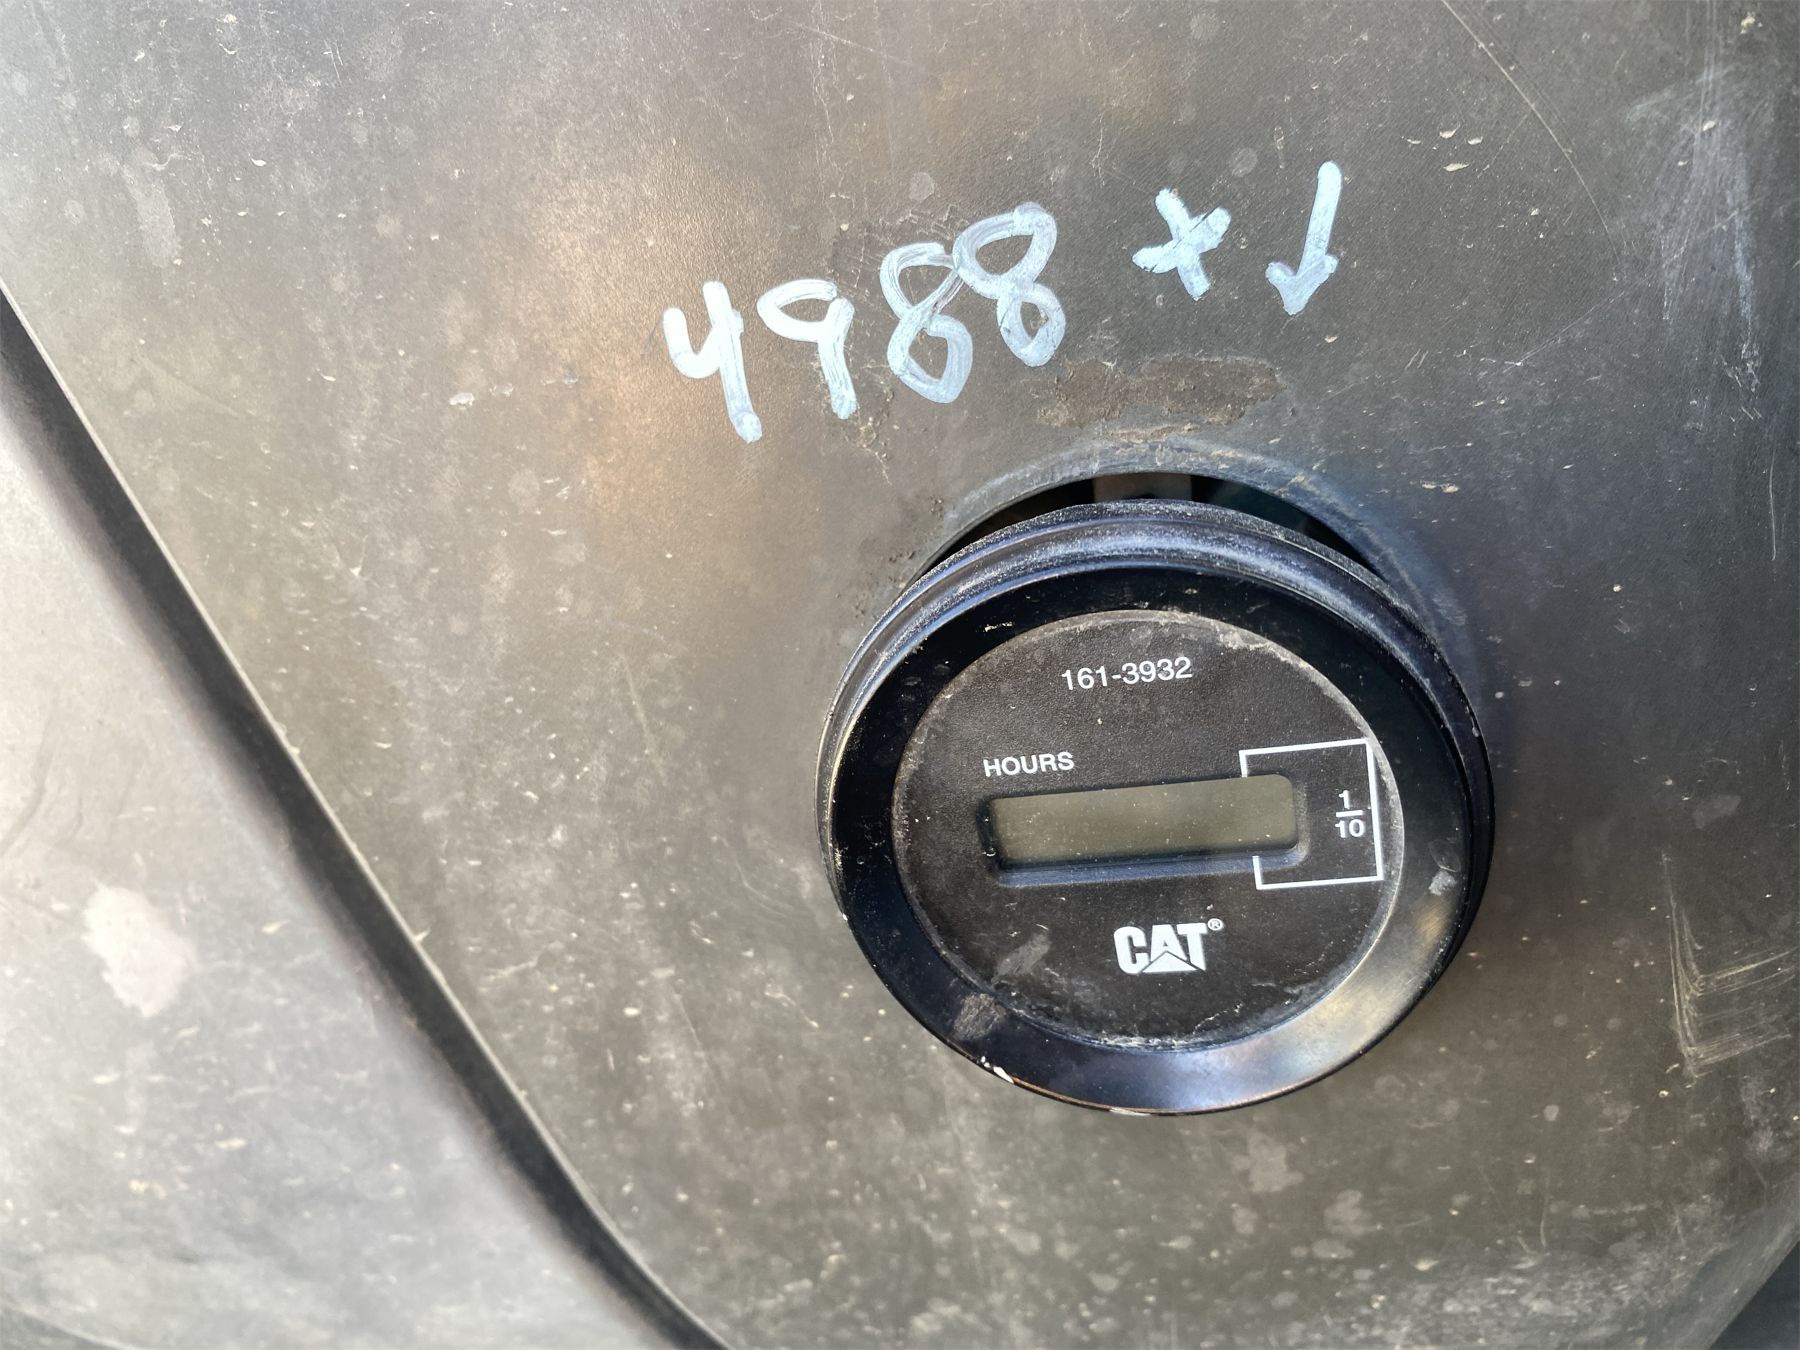 4988 + ↓
161-3932
HOURS
1/10
CAT®